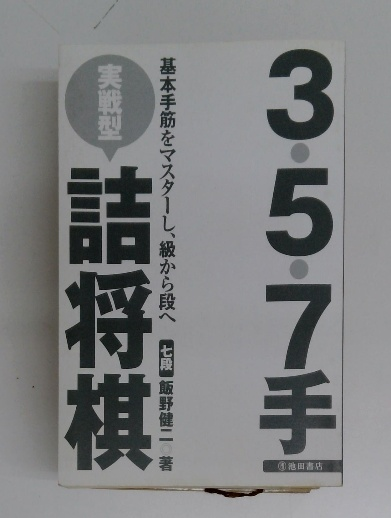 3・5・7手
基本手筋をマスターし、級から段へ
七段 飯野健二◎著
実戦型
詰将棋
池田書店